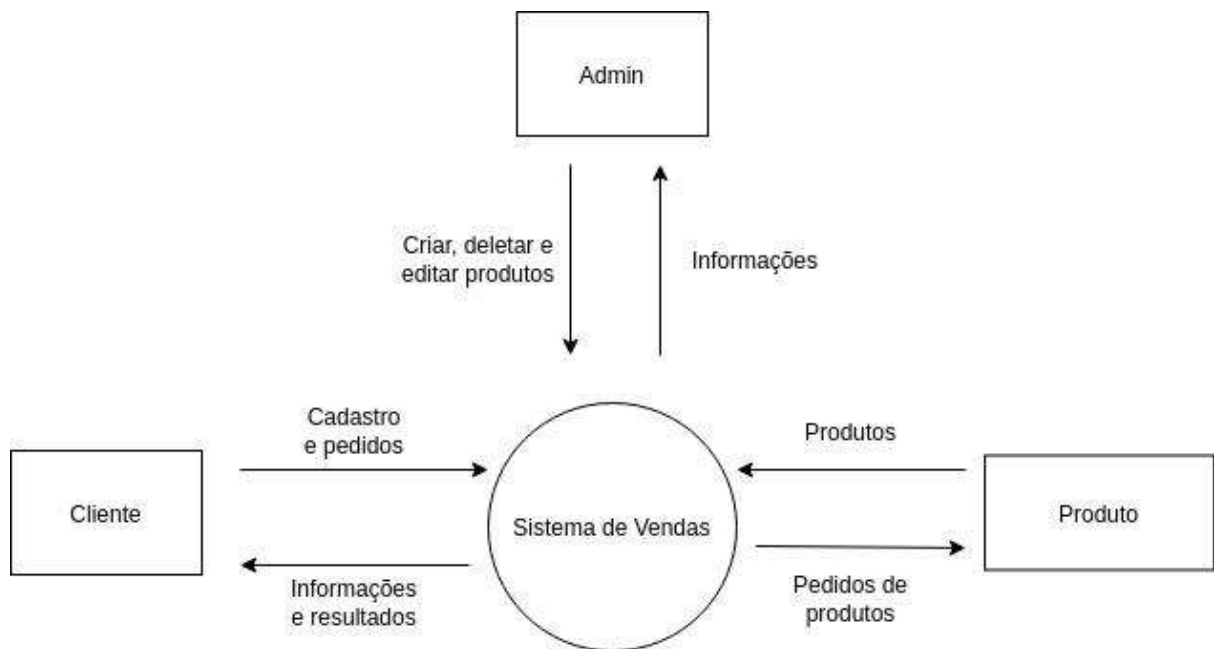 Admin
Criar, deletar e
editar produtos
Informações
Cadastro
e pedidos
Produtos
Cliente
Sistema de Vendas
Produto
Informações
e resultados
Pedidos de
produtos